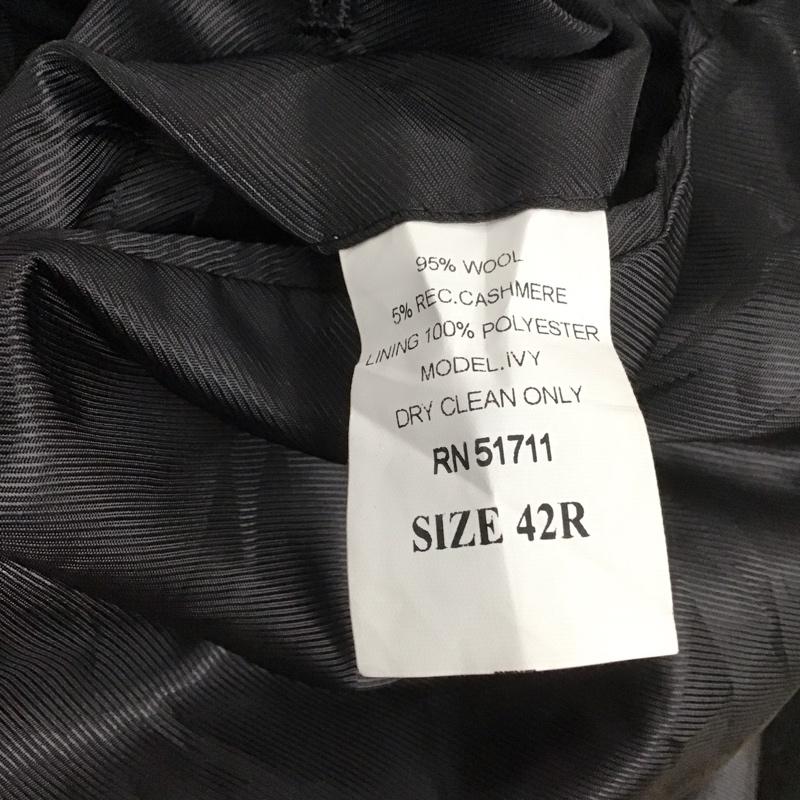 95% WOOL
5% REC.CASHMERE
LINING 100% POLYESTER
MODEL.IVY
DRY CLEAN ONLY
RN 51711
SIZE 42R